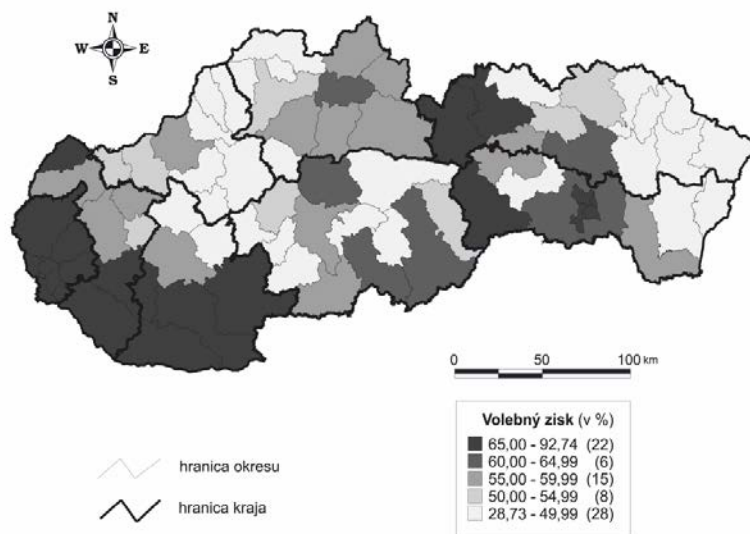 N
W E
S
0 50 100 km
Volebný zisk (v %)
65,00 - 92,74 (22)
60,00 - 64,99 (6)
55,00 - 59,99 (15)
50,00 - 54,99 (8)
28,73 - 49,99 (28)
hranica okresu
hranica kraja